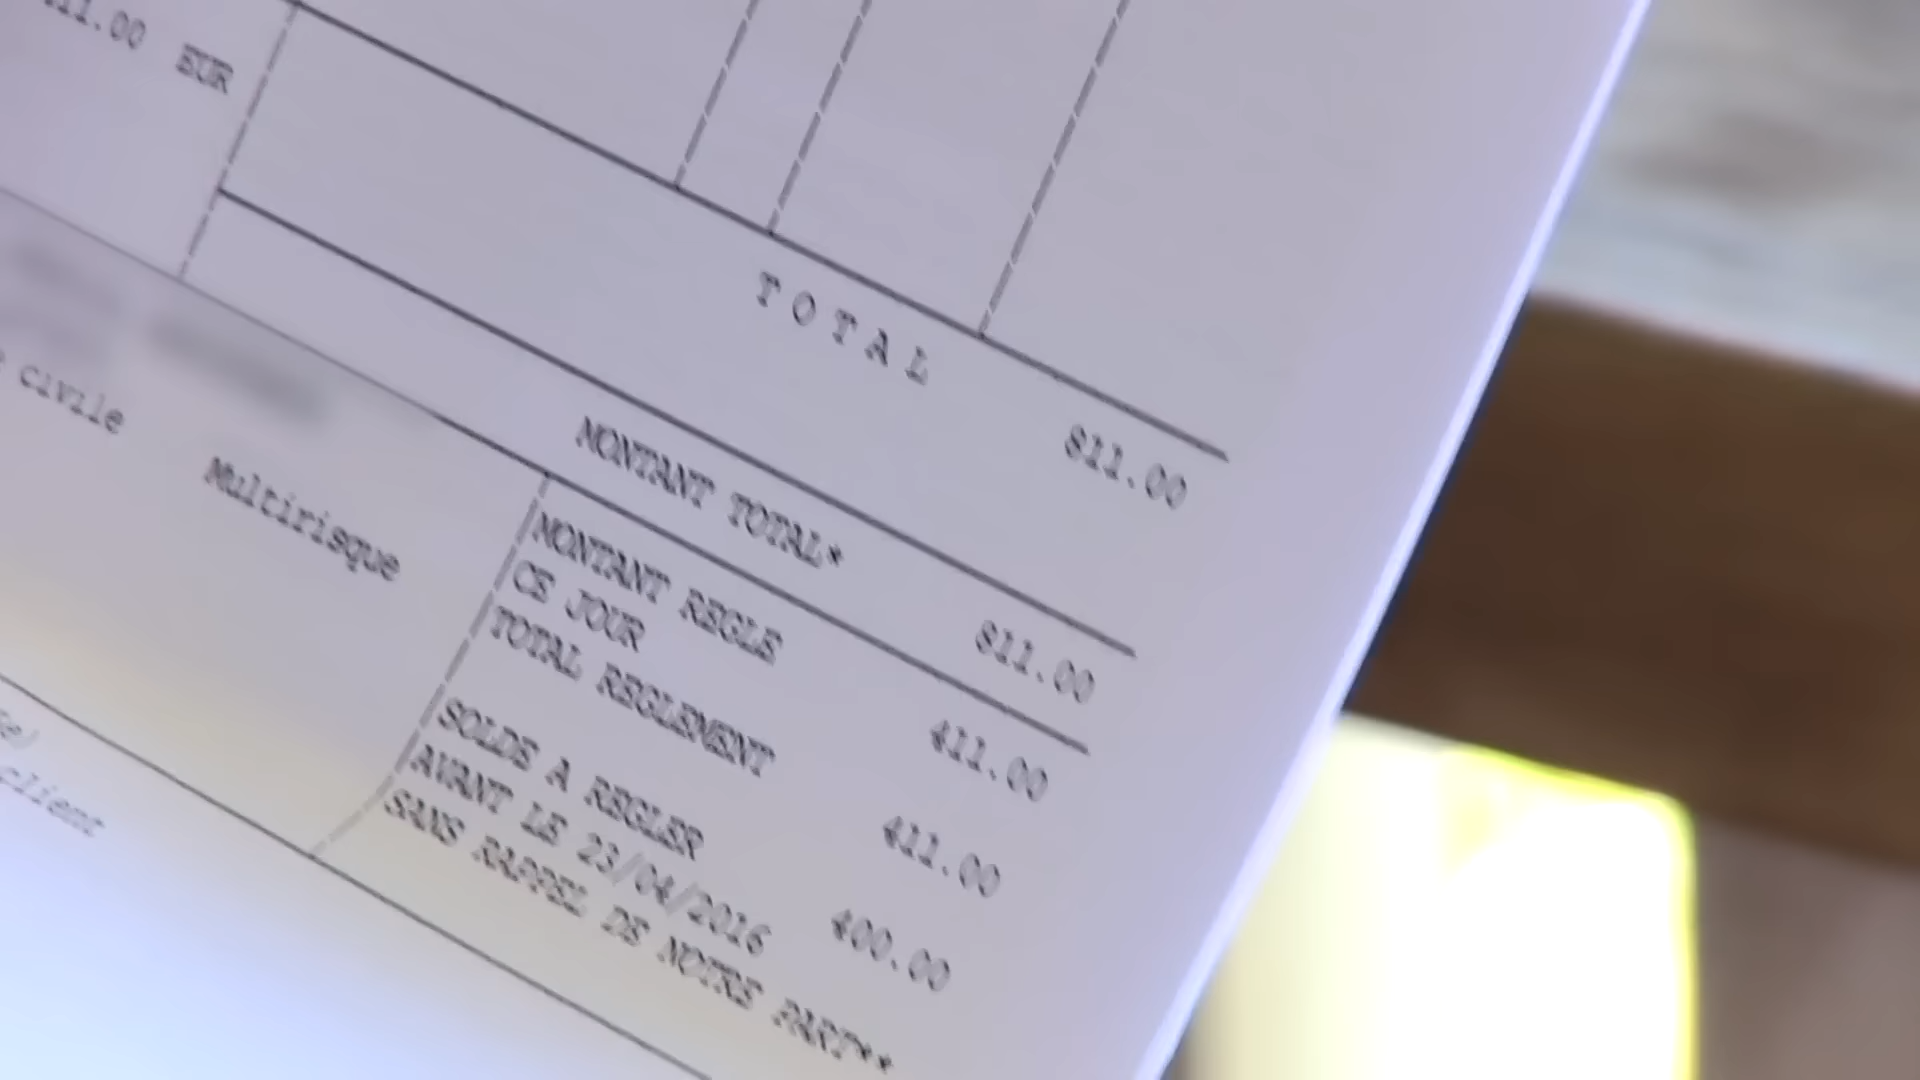 11.00 EUR
TOTAL
811.00
MONTANT TOTAL*
811.00
civile
Multirisque
MONTANT REGLE
CE JOUR
411.00
TOTAL REGLEMENT
411.00
SOLDE A REGLER
400.00
AVANT LE 23/04/2016
SANS RAPPEL DE NOTRE PART**
client